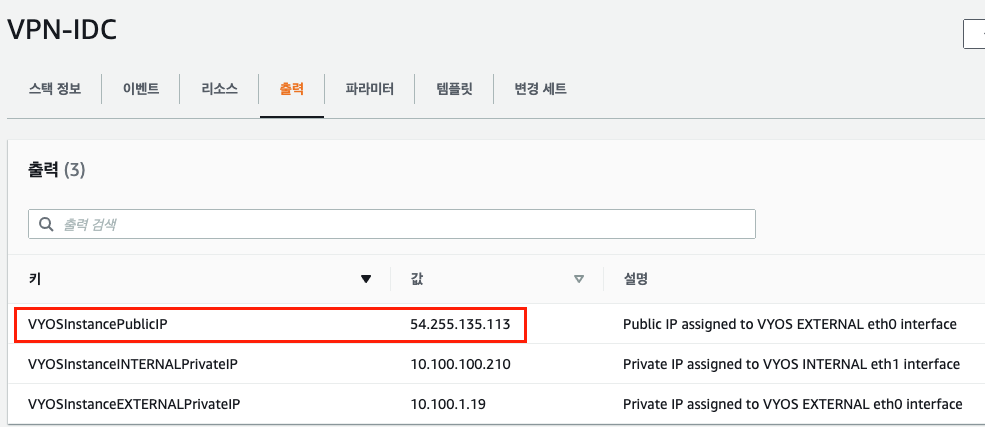 VPN-IDC
스택 정보 이벤트 리소스 출력 파라미터 템플릿 변경 세트
출력 (3)
출력 검색
키 값 설명
VYOSInstancePublicIP 54.255.135.113 Public IP assigned to VYOS EXTERNAL eth0 interface
VYOSInstanceINTERNALPrivateIP 10.100.100.210 Private IP assigned to VYOS INTERNAL eth1 interface
VYOSInstanceEXTERNALPrivateIP 10.100.1.19 Private IP assigned to VYOS EXTERNAL eth0 interface